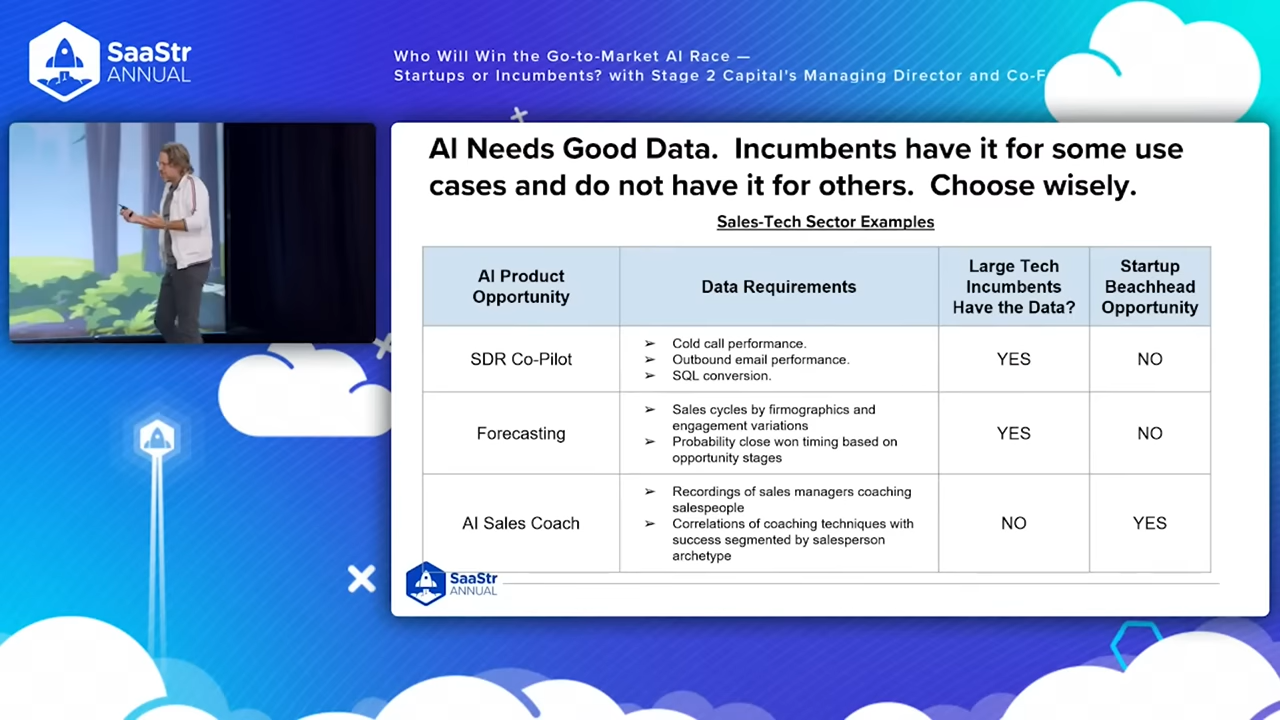 SaaStr
ANNUAL
Who Will Win the Go-to-Market AI Race —
Startups or Incumbents? with Stage 2 Capital's Managing Director and Co-F
AI Needs Good Data. Incumbents have it for some use
cases and do not have it for others. Choose wisely.
Sales-Tech Sector Examples
AI Product
Opportunity
Data Requirements
Large Tech
Incumbents
Have the Data?
Startup
Beachhead
Opportunity
SDR Co-Pilot
➢ Cold call performance.
➢ Outbound email performance.
➢ SQL conversion.
YES
NO
Forecasting
➢ Sales cycles by firmographics and
engagement variations
➢ Probability close won timing based on
opportunity stages
YES
NO
AI Sales Coach
➢ Recordings of sales managers coaching
salespeople
➢ Correlations of coaching techniques with
success segmented by salesperson
archetype
NO
YES
SaaStr
ANNUAL